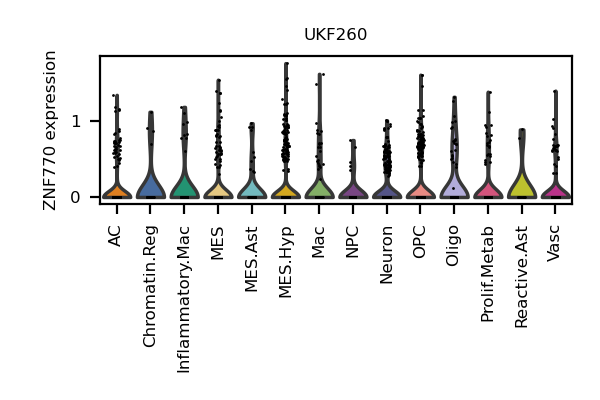 UKF260
ZNF770 expression
1
0
AC
Chromatin.Reg
Inflammatory.Mac
MES
MES.Ast
MES.Hyp
Mac
NPC
Neuron
OPC
Oligo
Prolif.Metab
Reactive.Ast
Vasc